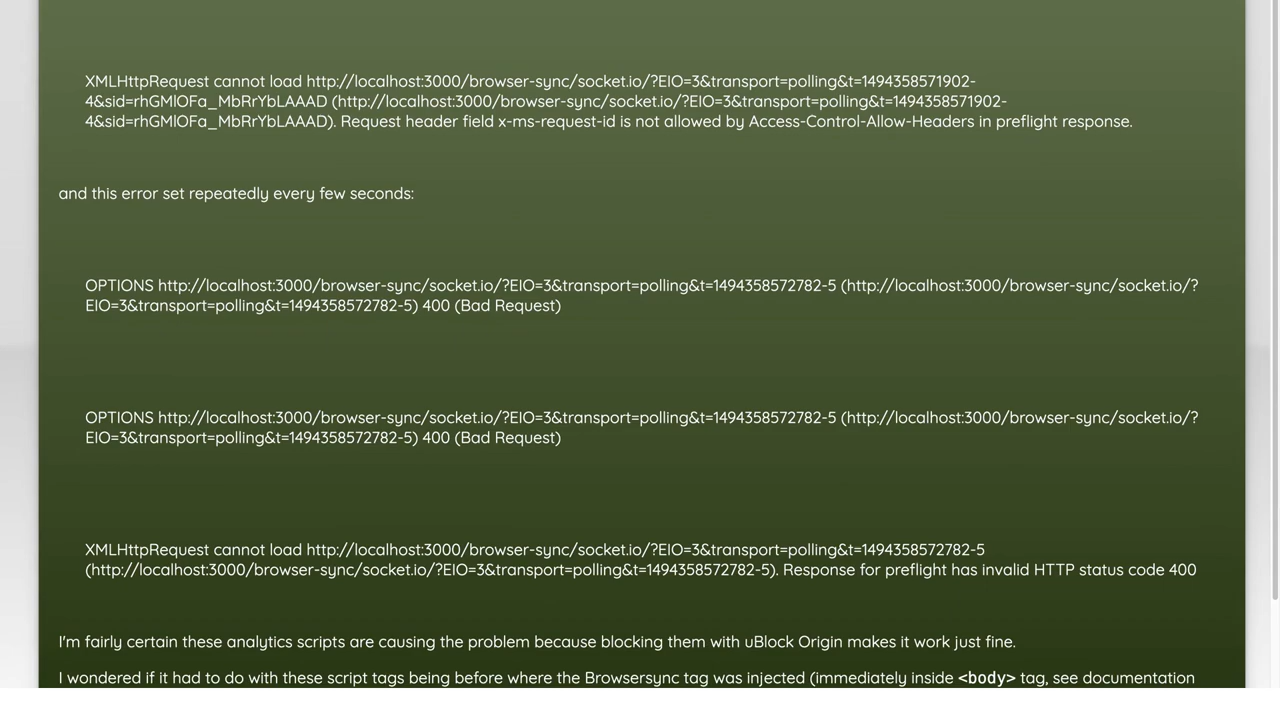 XMLHttpRequest cannot load http://localhost:3000/browser-sync/socket.io/?EIO=3&transport=polling&t=1494358571902-
4&sid=rhGMlOFa_MbRrYbLAAAD (http://localhost:3000/browser-sync/socket.io/?EIO=3&transport=polling&t=1494358571902-
4&sid=rhGMlOFa_MbRrYbLAAAD). Request header field x-ms-request-id is not allowed by Access-Control-Allow-Headers in preflight response.
and this error set repeatedly every few seconds:
OPTIONS http://localhost:3000/browser-sync/socket.io/?EIO=3&transport=polling&t=1494358572782-5 (http://localhost:3000/browser-sync/socket.io/?
EIO=3&transport=polling&t=1494358572782-5) 400 (Bad Request)
OPTIONS http://localhost:3000/browser-sync/socket.io/?EIO=3&transport=polling&t=1494358572782-5 (http://localhost:3000/browser-sync/socket.io/?
EIO=3&transport=polling&t=1494358572782-5) 400 (Bad Request)
XMLHttpRequest cannot load http://localhost:3000/browser-sync/socket.io/?EIO=3&transport=polling&t=1494358572782-5
(http://localhost:3000/browser-sync/socket.io/?EIO=3&transport=polling&t=1494358572782-5). Response for preflight has invalid HTTP status code 400
I'm fairly certain these analytics scripts are causing the problem because blocking them with uBlock Origin makes it work just fine.
I wondered if it had to do with these script tags being before where the Browsersync tag was injected (immediately inside <body> tag, see documentation